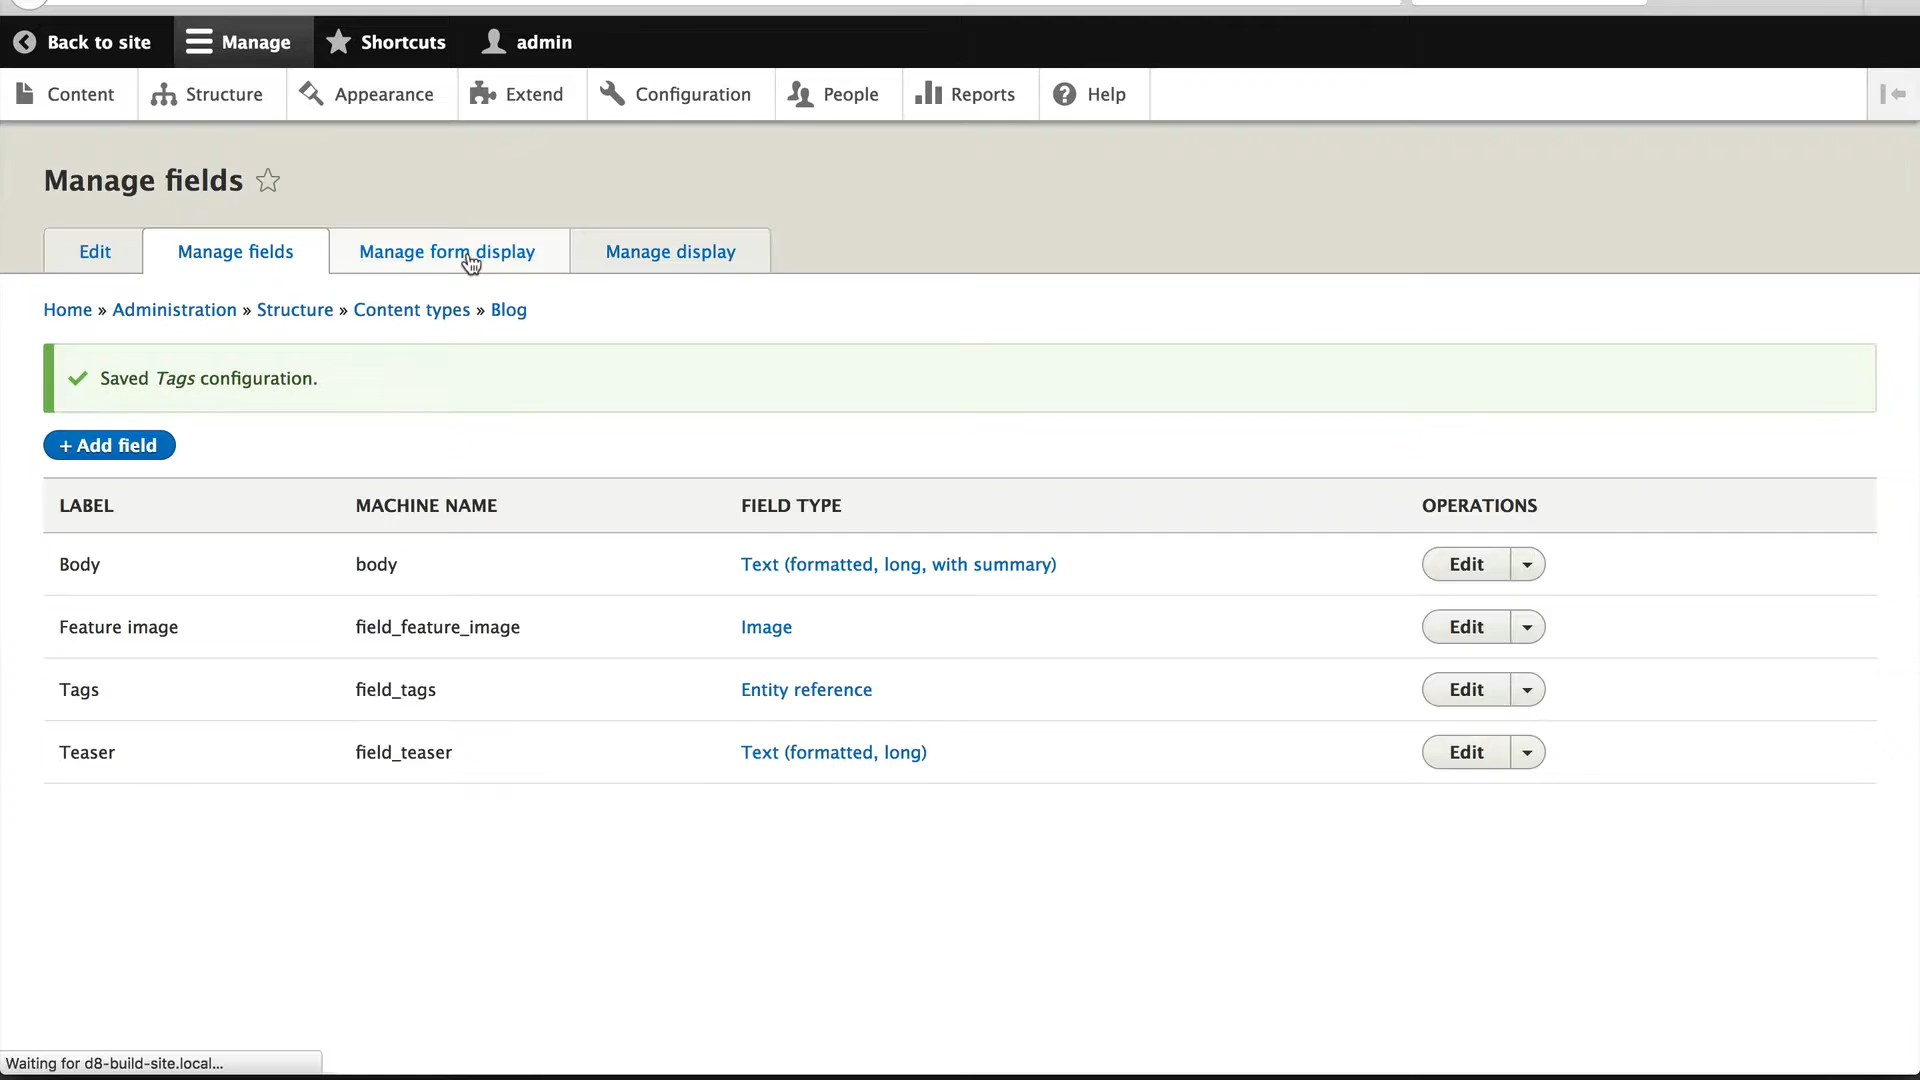 Back to site Manage Shortcuts admin
Content Structure Appearance Extend Configuration People Reports Help
Manage fields
Edit Manage fields Manage form display Manage display
Home » Administration » Structure » Content types » Blog
Saved Tags configuration.
+ Add field
LABEL MACHINE NAME FIELD TYPE OPERATIONS
Body body Text (formatted, long, with summary) Edit
Feature image field_feature_image Image Edit
Tags field_tags Entity reference Edit
Teaser field_teaser Text (formatted, long) Edit
Waiting for d8-build-site.local...